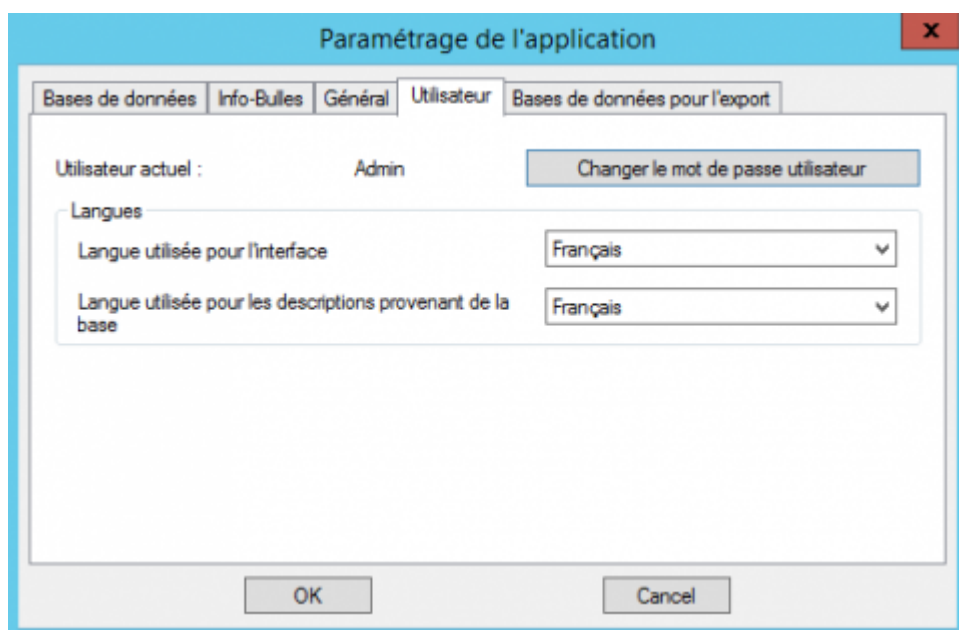 Paramétrage de l'application
x
Bases de données Info-Bulles Général Utilisateur Bases de données pour l'export
Utilisateur actuel : Admin Changer le mot de passe utilisateur
Langues
Langue utilisée pour l'interface Français
Langue utilisée pour les descriptions provenant de la
base
Français
OK Cancel